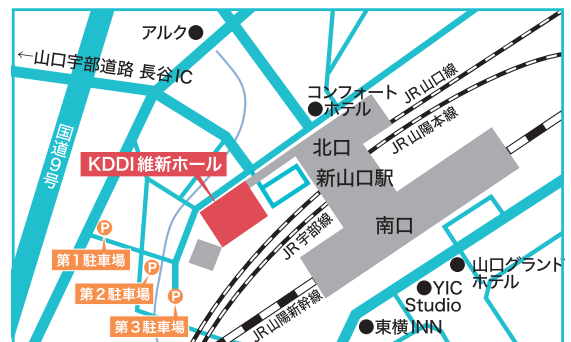 アルク
←山口宇部道路 長谷IC
国道9号
コンフォート
ホテル
JR山口線
JR山陽本線
北口
新山口駅
KDDI維新ホール
南口
JR宇部線
P
第1駐車場
P
第2駐車場
P
第3駐車場
JR山陽新幹線
山口グランド
ホテル
YIC
Studio
東横INN